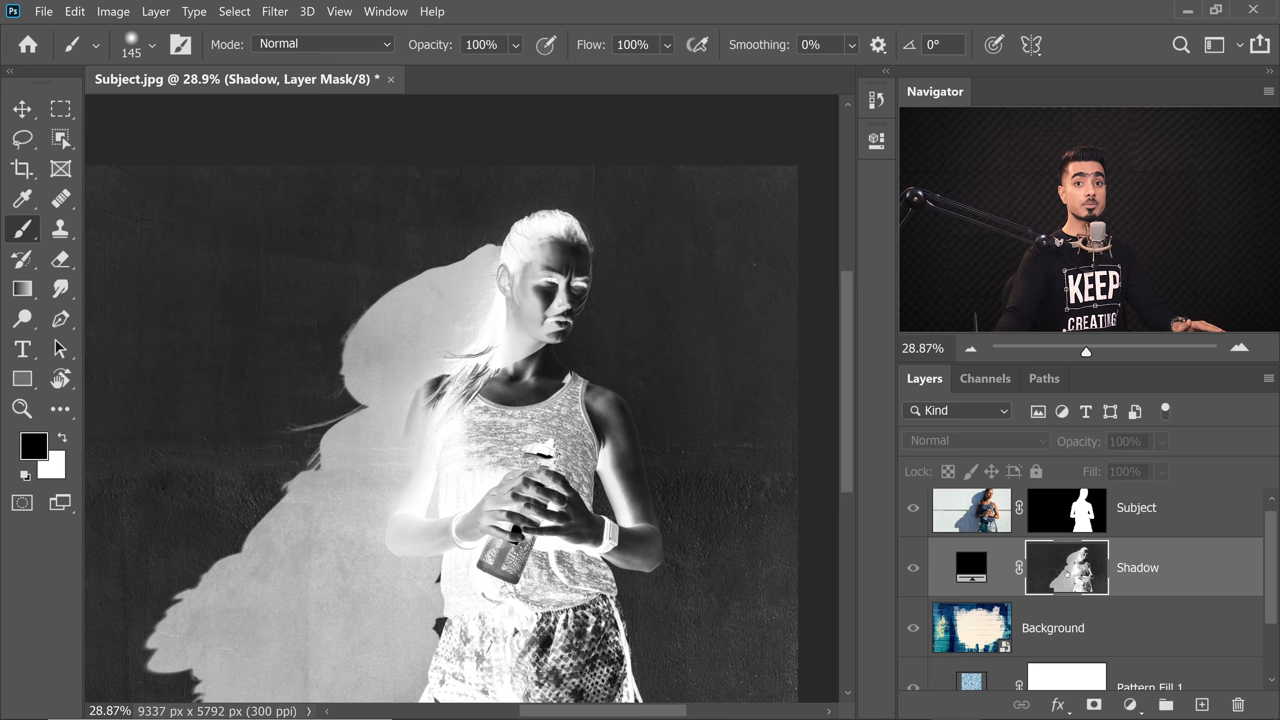 Ps File Edit Image Layer Type Select Filter 3D View Window Help
145 Mode: Normal Opacity: 100% Flow: 100% Smoothing: 0% 0°
Subject.jpg @ 28.9% (Shadow, Layer Mask/8) * ×
Navigator
KEEP
CREATING
28.87%
Layers Channels Paths
Kind
Normal Opacity: 100%
Lock: Fill: 100%
Subject
Shadow
Background
Pattern Fill 1
fx
28.87% 9337 px x 5792 px (300 ppi)